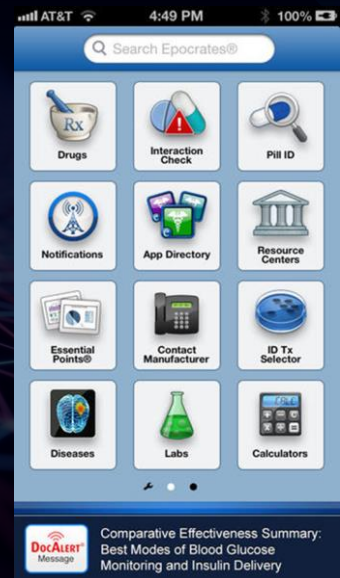 AT&T 4:49 PM 100%
Search Epocrates®
Rx
Drugs
Interaction
Check
Pill ID
Notifications
App Directory
Resource
Centers
Essential
Points®
Contact
Manufacturer
ID Tx
Selector
Diseases
Labs
Calculators
DOCALERT®
Message
Comparative Effectiveness Summary:
Best Modes of Blood Glucose
Monitoring and Insulin Delivery